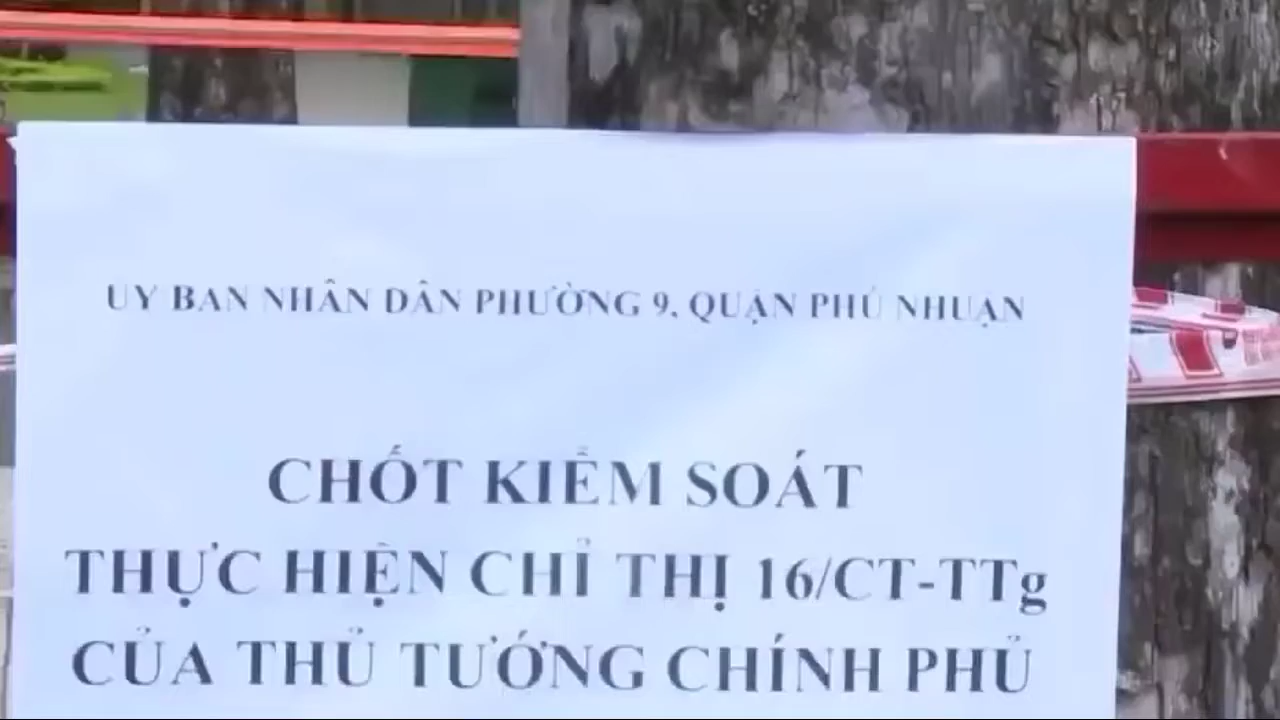 UY BAN NHÂN DÂN PHƯỜNG 9, QUẬN PHÚ NHUẬN
CHỐT KIỂM SOÁT
THỰC HIỆN CHỈ THỊ 16/CT-TTg
CỦA THỦ TƯỚNG CHÍNH PHỦ